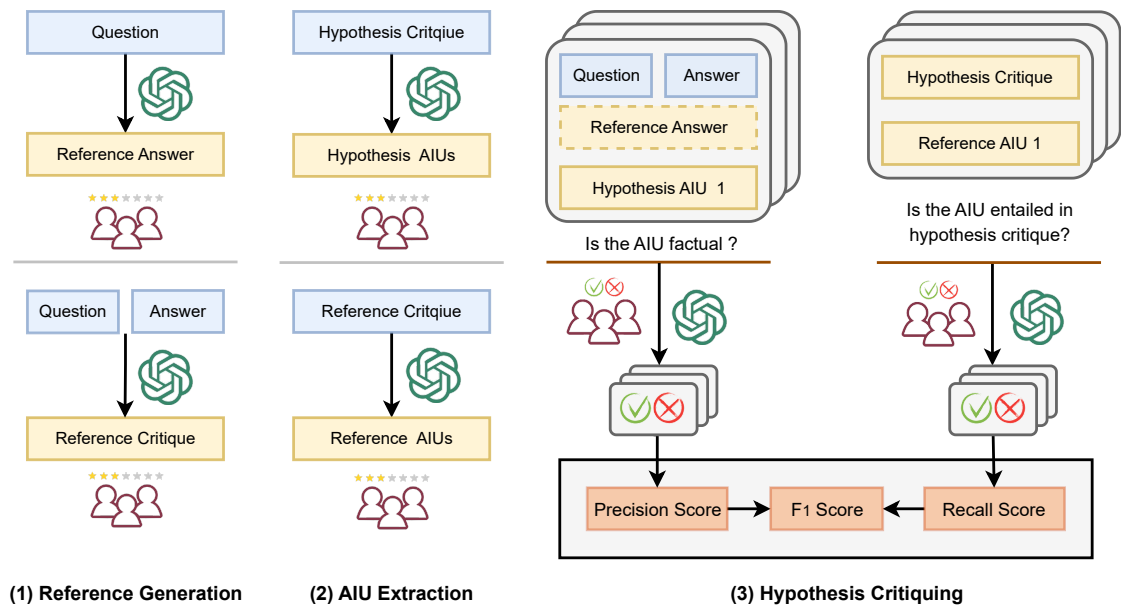 Question
Reference Answer
Question
Answer
Reference Critique
(1) Reference Generation
Hypothesis Critqiue
Hypothesis AIUs
Reference Critqiue
Reference AIUs
(2) AIU Extraction
Question
Answer
Reference Answer
Hypothesis AIU 1
Is the AIU factual ?
Hypothesis Critique
Reference AIU 1
Is the AIU entailed in
hypothesis critique?
Precision Score
F1 Score
Recall Score
(3) Hypothesis Critiquing